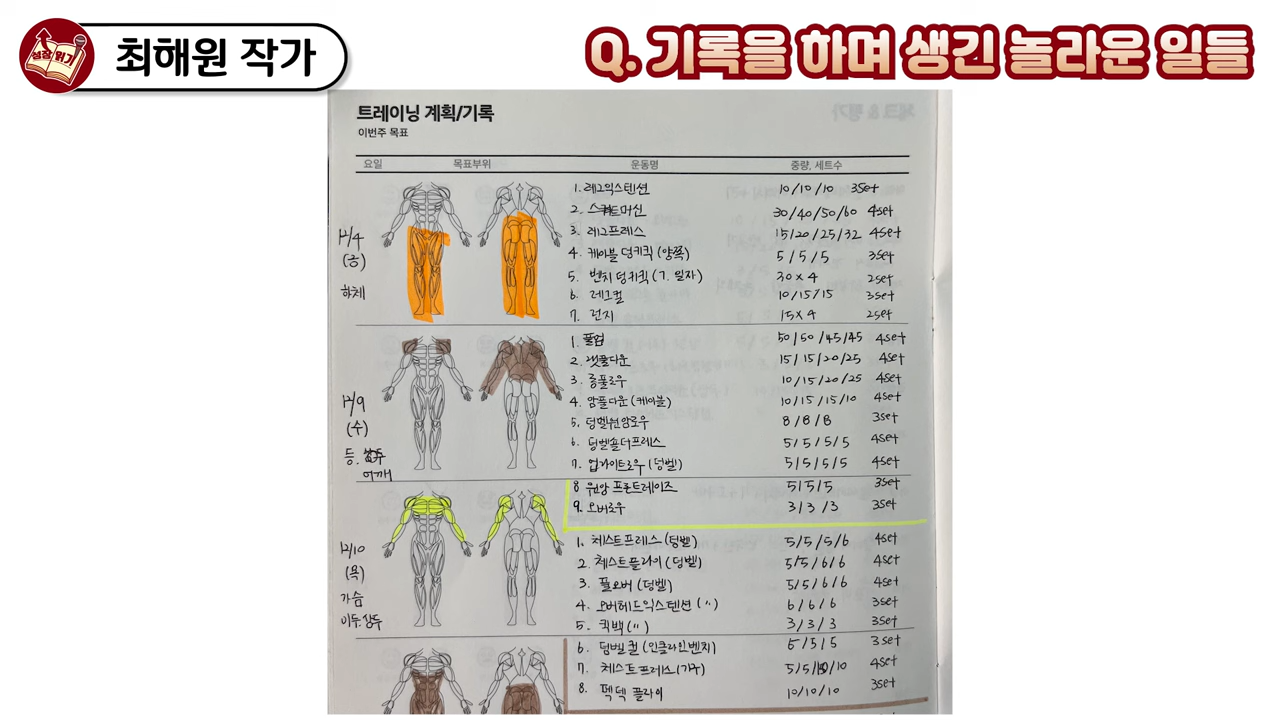 성장 읽기
최해원 작가
Q. 기록을 하며 생긴 놀라운 일들
트레이닝 계획/기록
이번주 목표
요일 목표부위 운동명 중량, 세트수
12/4
(금)
하체
1. 레그익스텐션 10/10/10 3set
2. 스쿼트머신 30/40/50/60 4set
3. 레그프레스 15/20/25/32 4set
4. 케이블 덩키킥 (양쪽) 5/5/5 3set
5. 벤치 덩키킥 (ㄱ. 일자) 30×4 2set
6. 레그컬 10/15/15 3set
7. 런지 15×4 2set
12/9
(수)
등.
어깨
1. 풀업 50/50/45/45 4set
2. 랫풀다운 15/15/20/25 4set
3. 롱풀로우 10/15/20/25 4set
4. 암풀다운 (케이블) 10/15/15/10 4set
5. 덤벨원암로우 8/8/8 3set
6. 덤벨숄더프레스 5/5/5/5 4set
7. 업라이트로우 (덤벨) 5/5/5/5 4set
8 원암 프론트레이즈 5/5/5 3set
9. 오버로우 3/3/3 3set
12/10
(목)
가슴
이두.삼두
1. 체스트프레스 (덤벨) 5/5/5/6 4set
2. 체스트플라이 (덤벨) 5/5/6/6 4set
3. 풀오버 (덤벨) 5/5/6/6 4set
4. 오버헤드익스텐션 (〃) 6/6/6 3set
5. 킥백 (〃) 3/3/3 3set
6. 덤벨컬 (인클라인벤치) 5/5/5 3set
7. 체스트프레스 (기구) 5/5/10/10 4set
8. 펙덱 플라이 10/10/10 3set